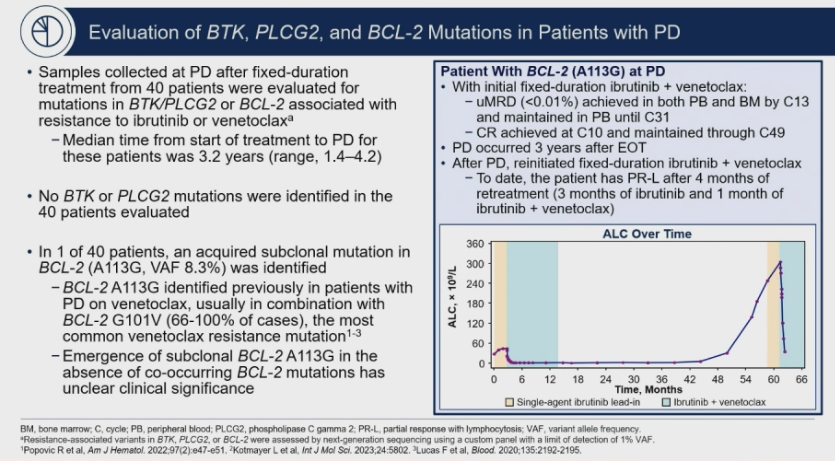 Evaluation of BTK, PLCG2, and BCL-2 Mutations in Patients with PD
• Samples collected at PD after fixed-duration
treatment from 40 patients were evaluated for
mutations in BTK/PLCG2 or BCL-2 associated with
resistance to ibrutinib or venetoclaxᵃ
– Median time from start of treatment to PD for
these patients was 3.2 years (range, 1.4–4.2)
• No BTK or PLCG2 mutations were identified in the
40 patients evaluated
• In 1 of 40 patients, an acquired subclonal mutation in
BCL-2 (A113G, VAF 8.3%) was identified
– BCL-2 A113G identified previously in patients with
PD on venetoclax, usually in combination with
BCL-2 G101V (66-100% of cases), the most
common venetoclax resistance mutation¹⁻³
– Emergence of subclonal BCL-2 A113G in the
absence of co-occurring BCL-2 mutations has
unclear clinical significance
Patient With BCL-2 (A113G) at PD
• With initial fixed-duration ibrutinib + venetoclax:
– uMRD (<0.01%) achieved in both PB and BM by C13
and maintained in PB until C31
– CR achieved at C10 and maintained through C49
• PD occurred 3 years after EOT
• After PD, reinitiated fixed-duration ibrutinib + venetoclax
– To date, the patient has PR-L after 4 months of
retreatment (3 months of ibrutinib and 1 month of
ibrutinib + venetoclax)
ALC Over Time
ALC, × 10⁹/L
360
300
240
180
120
60
0
0 6 12 18 24 30 36 42 48 54 60 66
Time, Months
Single-agent ibrutinib lead-in Ibrutinib + venetoclax
BM, bone marrow; C, cycle; PB, peripheral blood; PLCG2, phospholipase C gamma 2; PR-L, partial response with lymphocytosis; VAF, variant allele frequency.
ᵃResistance-associated variants in BTK, PLCG2, or BCL-2 were assessed by next-generation sequencing using a custom panel with a limit of detection of 1% VAF.
¹Popovic R et al, Am J Hematol. 2022;97(2):e47-e51. ²Kotmayer L et al, Int J Mol Sci. 2023;24:5802. ³Lucas F et al, Blood. 2020;135:2192-2195.